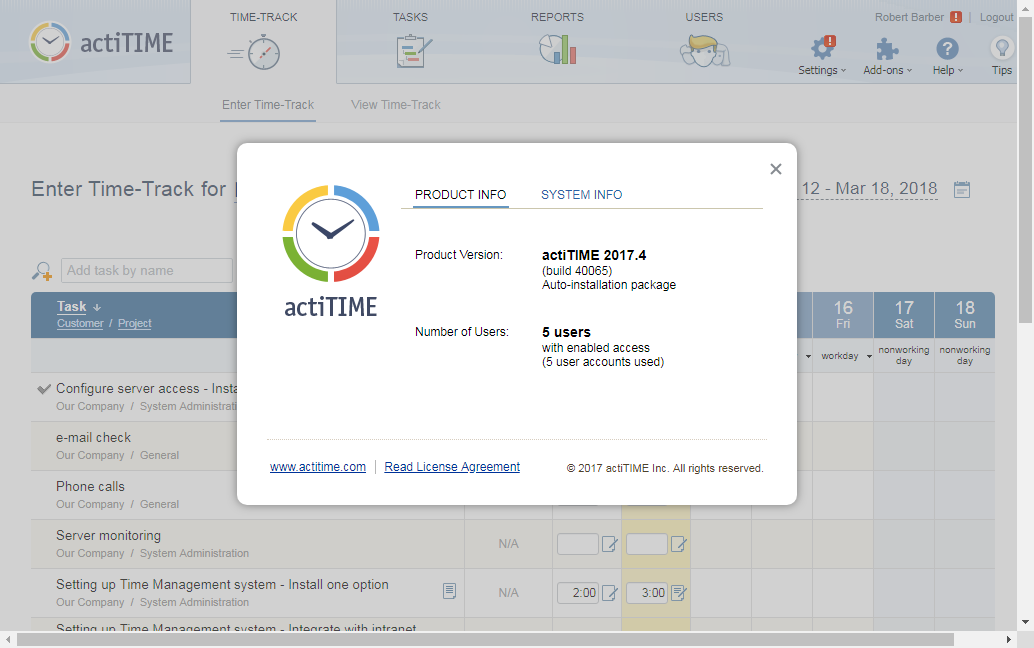 actiTIME
TIME-TRACK
TASKS
REPORTS
USERS
Robert Barber
Logout
Settings
Add-ons
Help
Tips
Enter Time-Track
View Time-Track
Enter Time-Track for
12 - Mar 18, 2018
Add task by name
Task
Customer / Project
16
Fri
17
Sat
18
Sun
workday
nonworking
day
nonworking
day
Configure server access -
Our Company / System
e-mail check
Our Company / General
Phone calls
Our Company / General
Server monitoring
Our Company / System Administration
N/A
Setting up Time Management system - Install one option
Our Company / System Administration
N/A
2:00
3:00
Setting up Time Management system - Integrate with intranet
PRODUCT INFO
SYSTEM INFO
actiTIME
Product Version:
actiTIME 2017.4
(build 40065)
Auto-installation package
Number of Users:
5 users
with enabled access
(5 user accounts used)
www.actitime.com
Read License Agreement
© 2017 actiTIME Inc. All rights reserved.